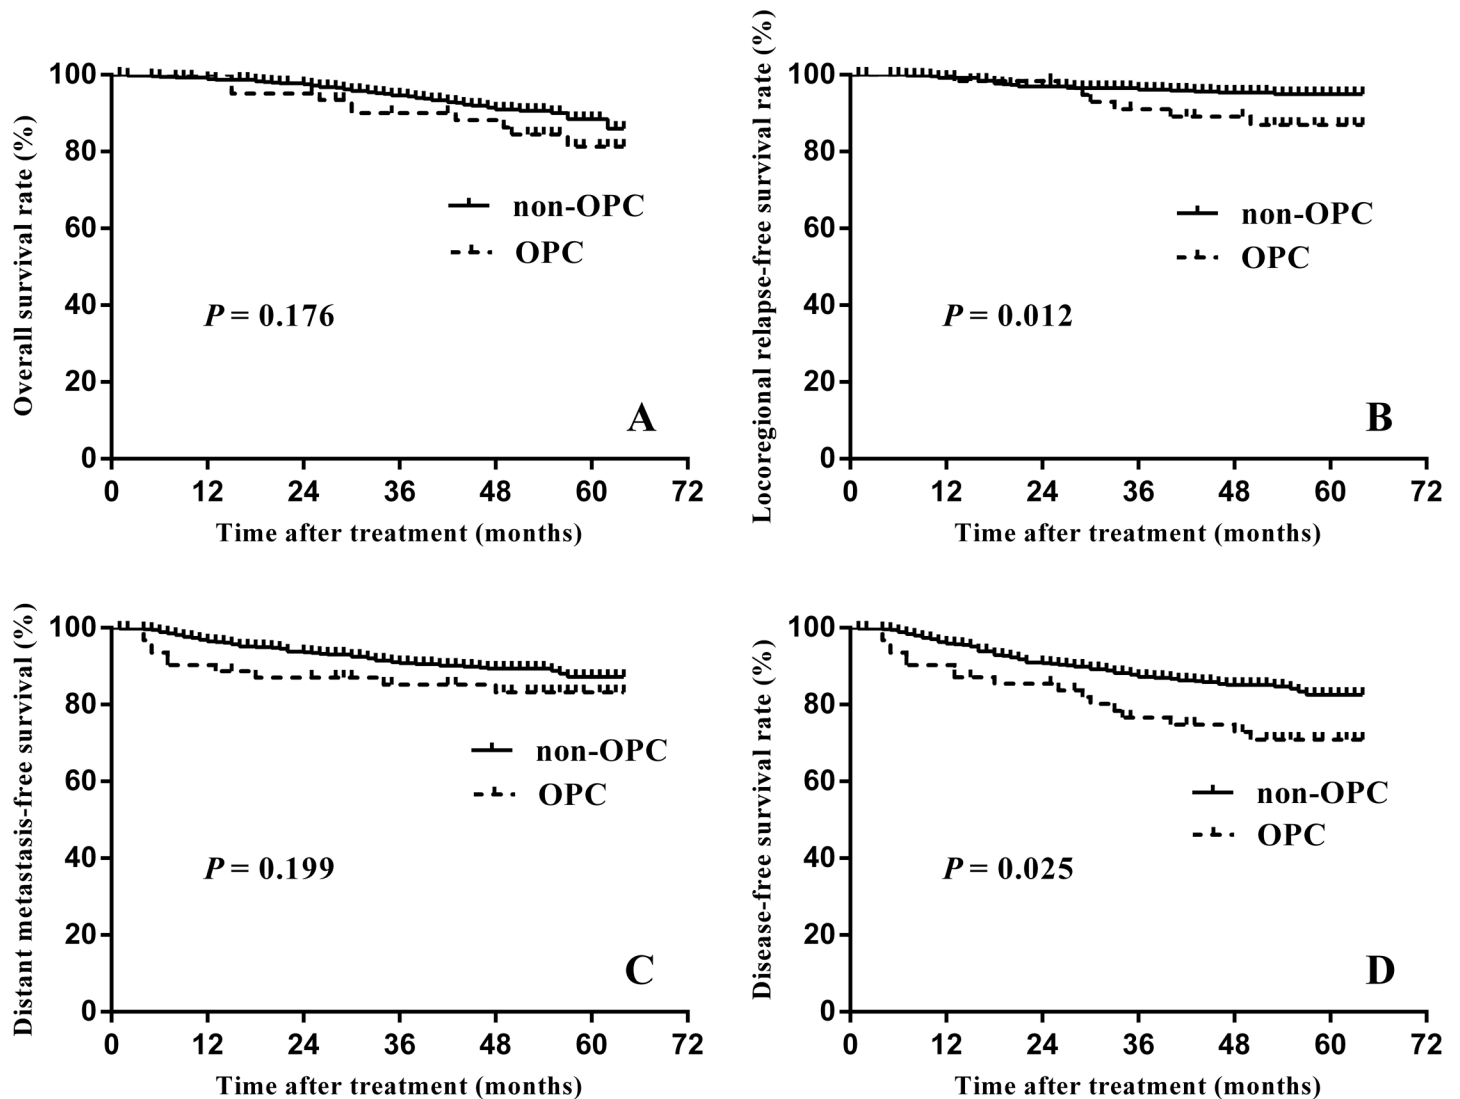 Overall survival rate (%)
100
80
60
40
20
0
non-OPC
OPC
P = 0.176
A
0 12 24 36 48 60 72
Time after treatment (months)
Locoregional relapse-free survival rate (%)
100
80
60
40
20
0
non-OPC
OPC
P = 0.012
B
0 12 24 36 48 60 72
Time after treatment (months)
Distant metastasis-free survival (%)
100
80
60
40
20
0
non-OPC
OPC
P = 0.199
C
0 12 24 36 48 60 72
Time after treatment (months)
Disease-free survival rate (%)
100
80
60
40
20
0
non-OPC
OPC
P = 0.025
D
0 12 24 36 48 60 72
Time after treatment (months)